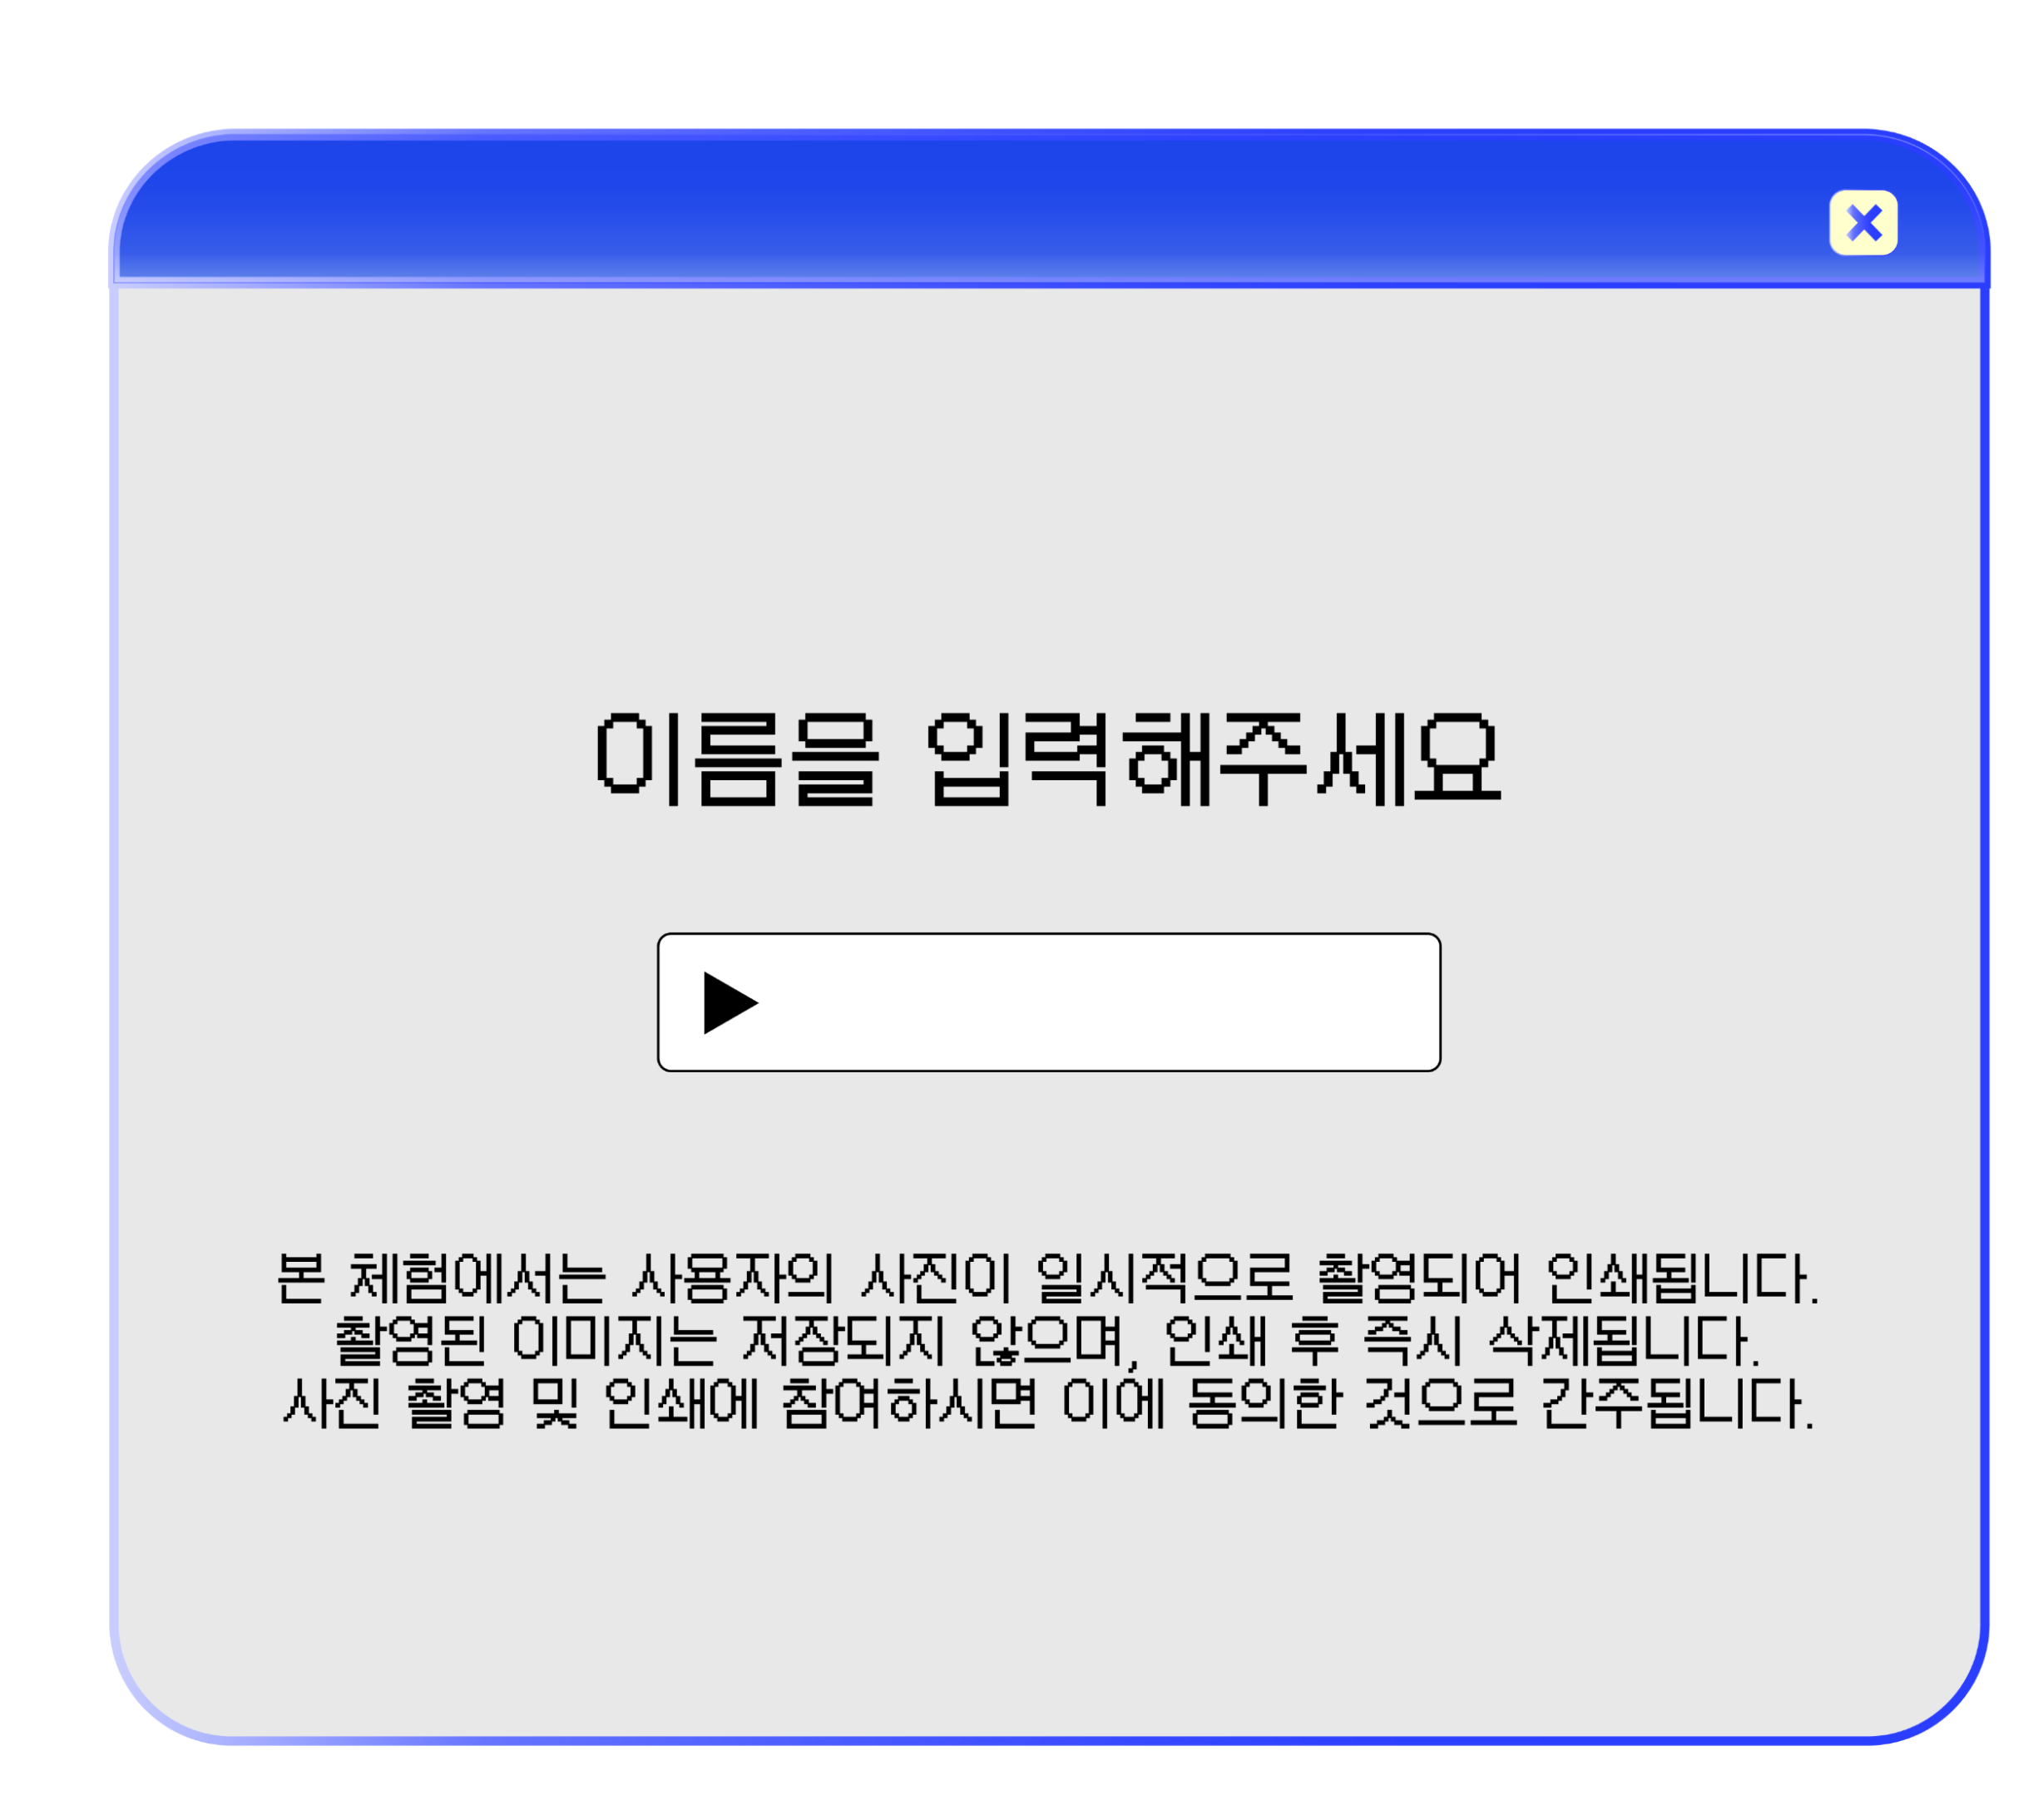 이름을 입력해주세요
본 체험에서는 사용자의 사진이 일시적으로 촬영되어 인쇄됩니다.
촬영된 이미지는 저장되지 않으며, 인쇄 후 즉시 삭제됩니다.
사진 촬영 및 인쇄에 참여하시면 이에 동의한 것으로 간주됩니다.